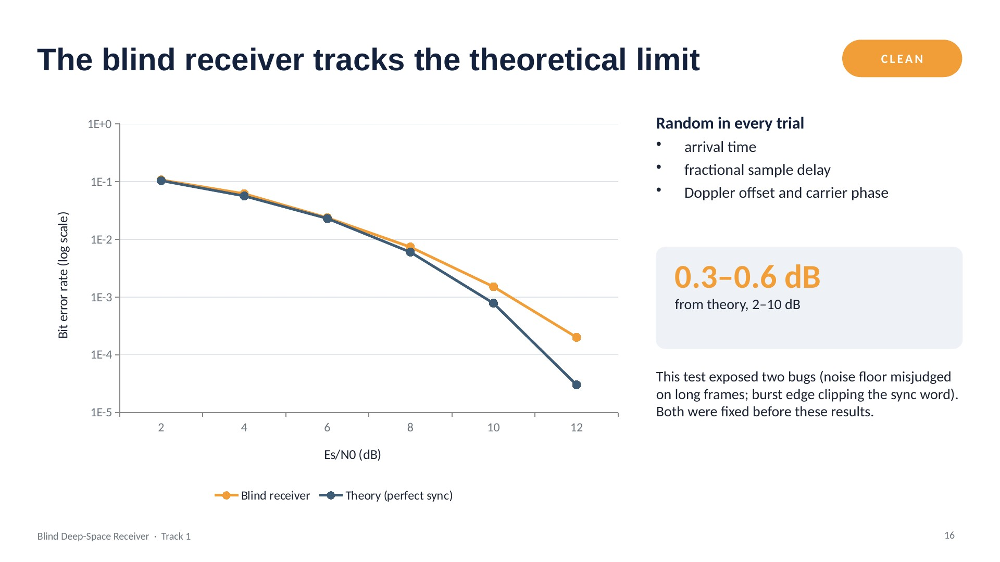 The blind receiver tracks the theoretical limit
CLEAN
1E+0
1E-1
1E-2
1E-3
1E-4
1E-5
Bit error rate (log scale)
2 4 6 8 10 12
Es/N0 (dB)
Blind receiver Theory (perfect sync)
Random in every trial
• arrival time
• fractional sample delay
• Doppler offset and carrier phase
0.3–0.6 dB
from theory, 2–10 dB
This test exposed two bugs (noise floor misjudged
on long frames; burst edge clipping the sync word).
Both were fixed before these results.
Blind Deep-Space Receiver · Track 1
16